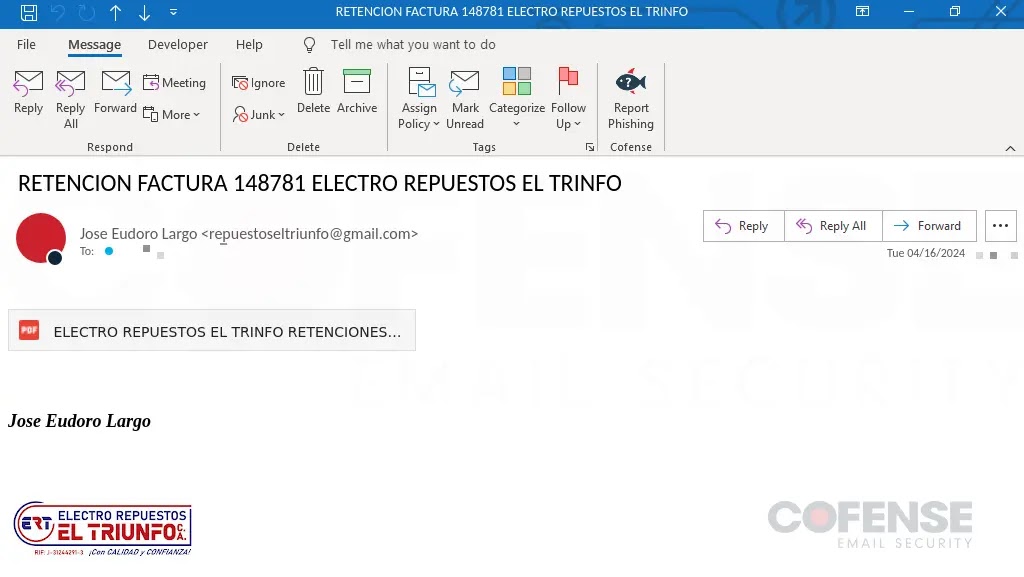 RETENCION FACTURA 148781 ELECTRO REPUESTOS EL TRINFO
File Message Developer Help Tell me what you want to do
Reply Reply All Forward Meeting More Ignore Junk Delete Archive Assign Policy Mark Unread Categorize Follow Up Report Phishing
Respond Delete Tags Cofense
RETENCION FACTURA 148781 ELECTRO REPUESTOS EL TRINFO
Jose Eudoro Largo <repuestoseltriunfo@gmail.com>
To:
Reply Reply All Forward
Tue 04/16/2024
PDF ELECTRO REPUESTOS EL TRINFO RETENCIONES...
EMAIL SECURITY
Jose Eudoro Largo
ERT ELECTRO REPUESTOS
EL TRIUNFO C.A.
RIF: J-31244291-3 ¡Con CALIDAD y CONFIANZA!
COFENSE
EMAIL SECURITY